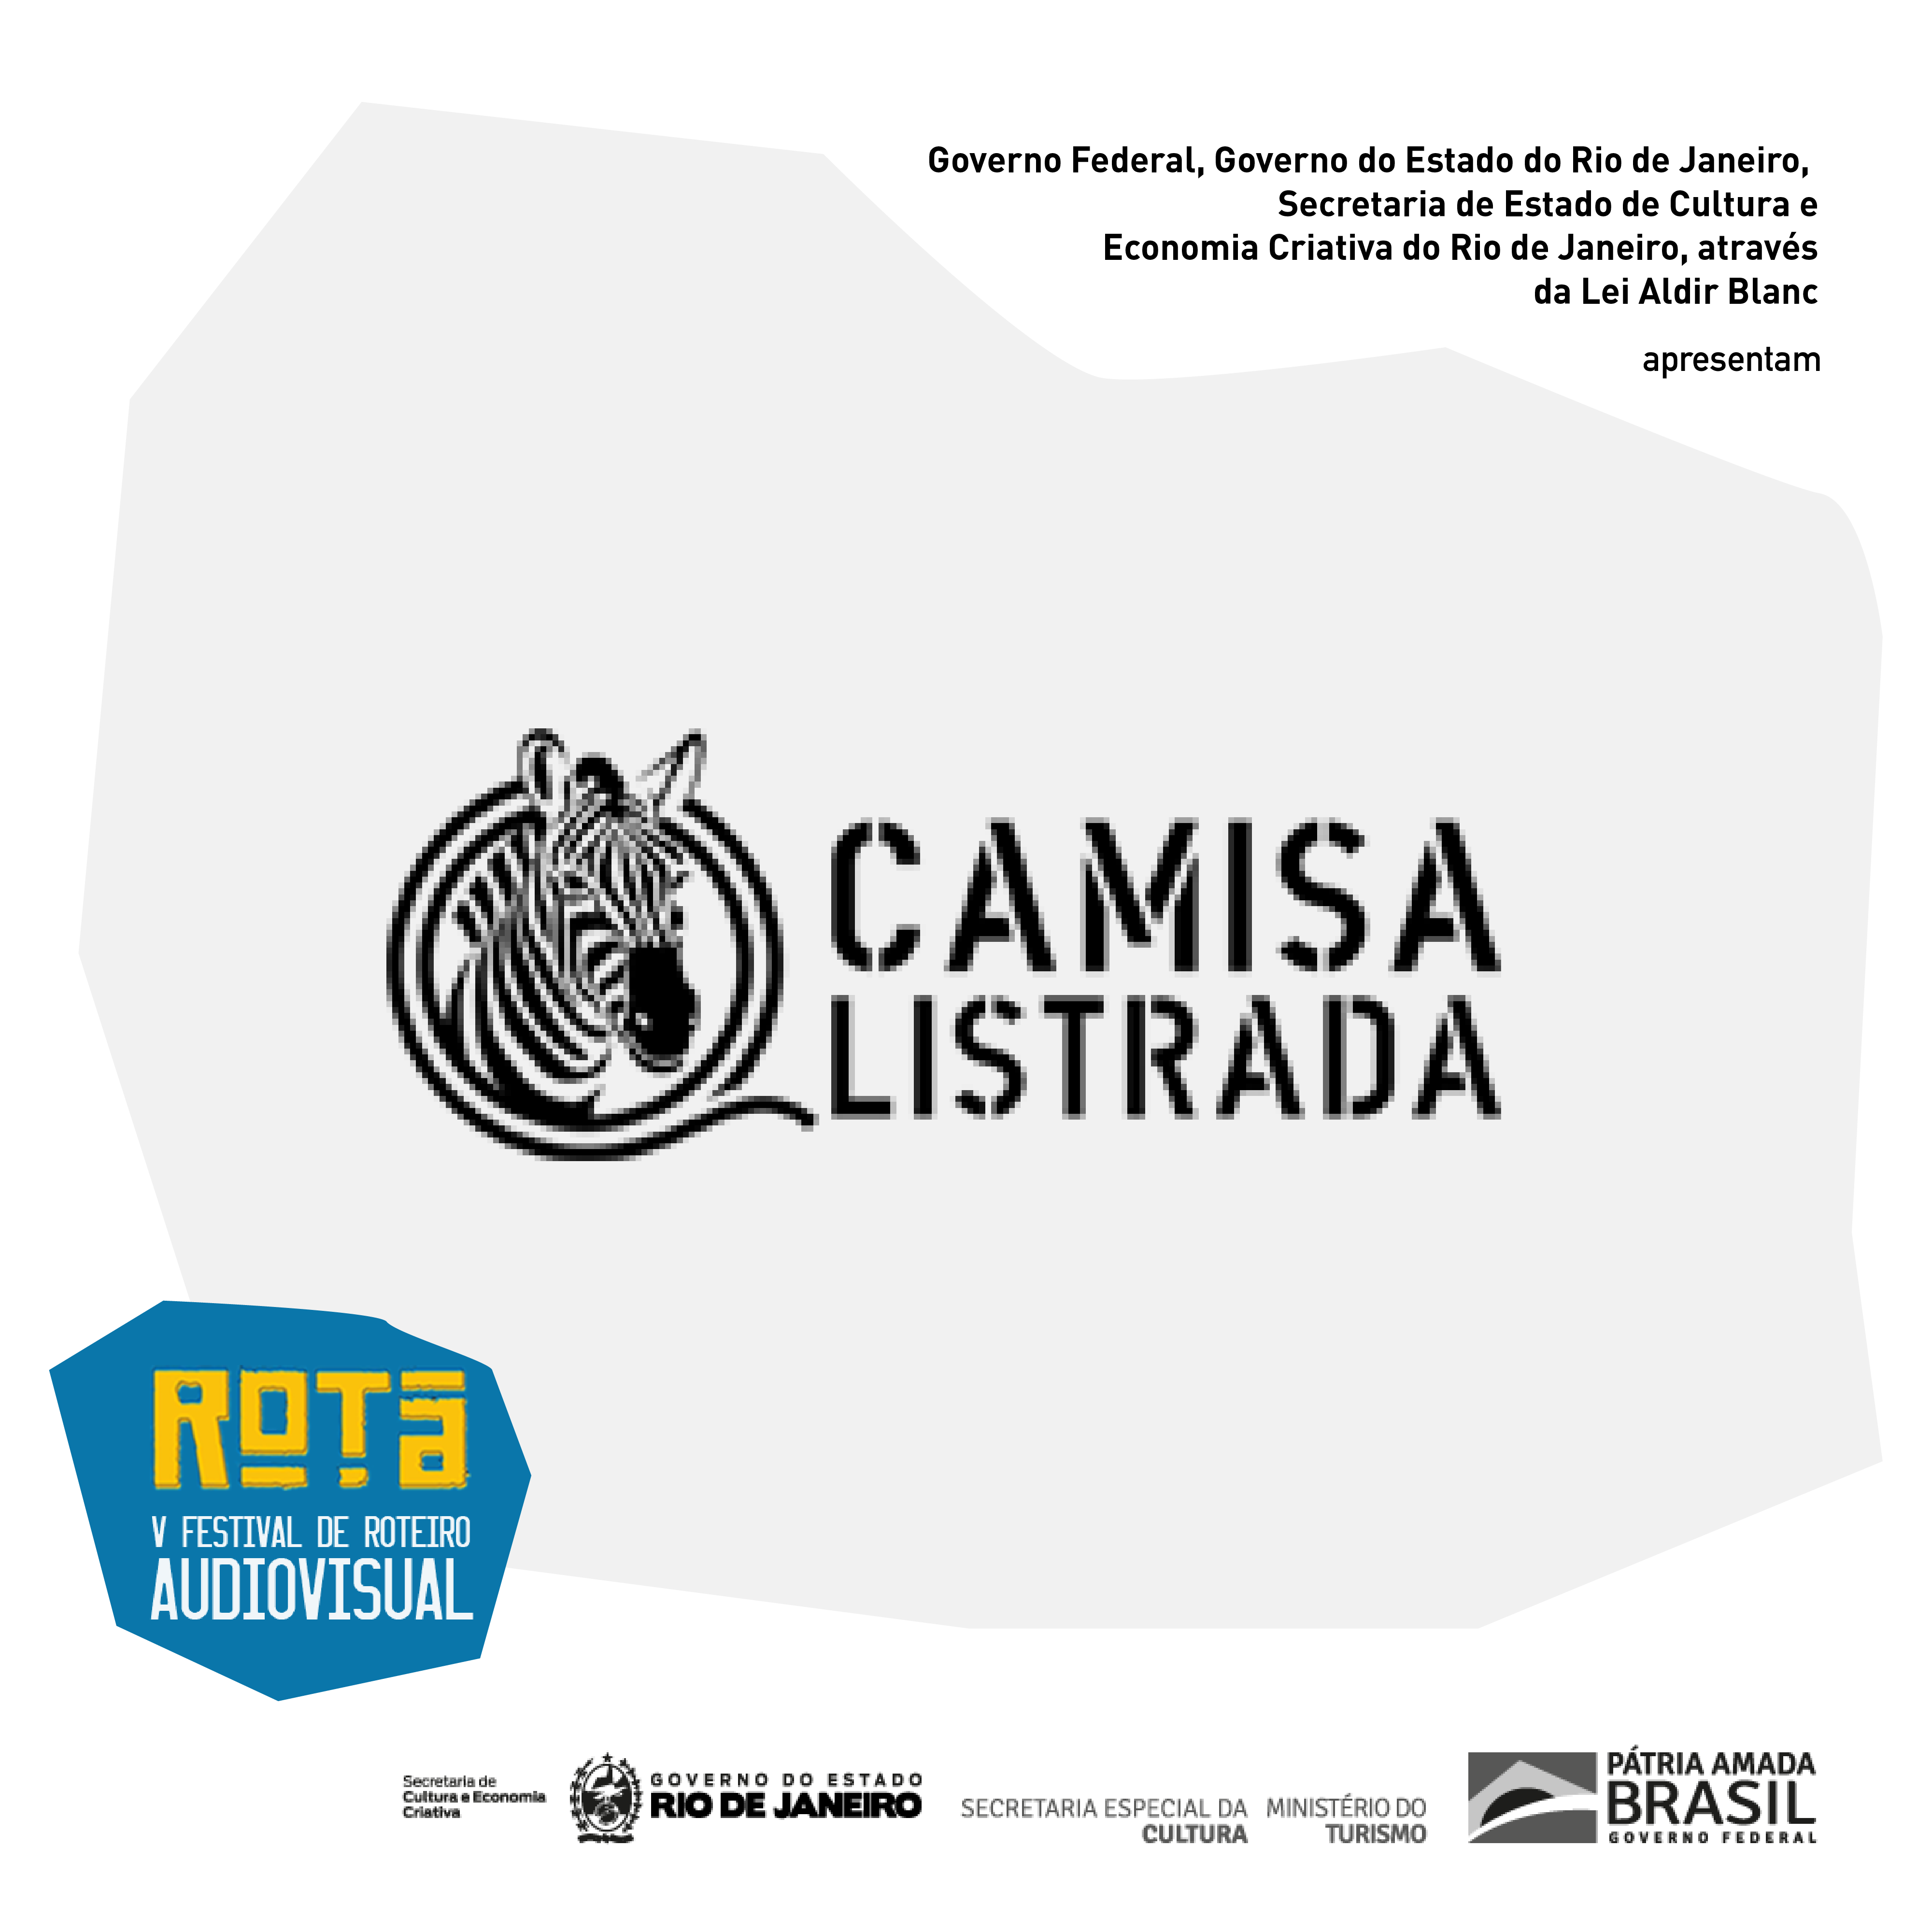 Governo Federal, Governo do Estado do Rio de Janeiro,
Secretaria de Estado de Cultura e
Economia Criativa do Rio de Janeiro, através
da Lei Aldir Blanc
apresentam
CAMISA
LISTRADA
ROTA
V FESTIVAL DE ROTEIRO
AUDIOVISUAL
Secretaria de
Cultura e Economia
Criativa
GOVERNO DO ESTADO
RIO DE JANEIRO
SECRETARIA ESPECIAL DA
CULTURA
MINISTÉRIO DO
TURISMO
PÁTRIA AMADA
BRASIL
GOVERNO FEDERAL